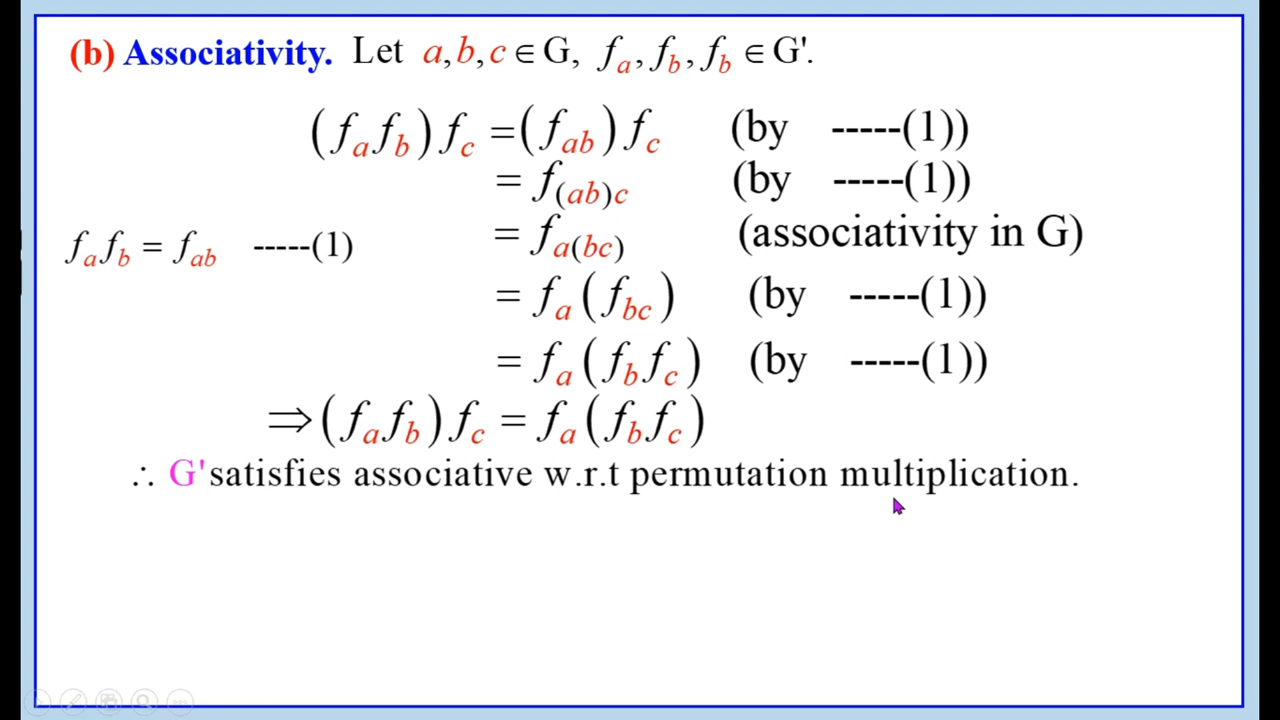 (b) Associativity. Let a, b, c ∈ G, f_a, f_b, f_b ∈ G'.
(f_a f_b) f_c = (f_ab) f_c (by -----(1))
= f_(ab)c (by -----(1))
f_a f_b = f_ab -----(1)
= f_a(bc) (associativity in G)
= f_a (f_bc) (by -----(1))
= f_a (f_b f_c) (by -----(1))
⇒ (f_a f_b) f_c = f_a (f_b f_c)
∴ G' satisfies associative w.r.t permutation multiplication.